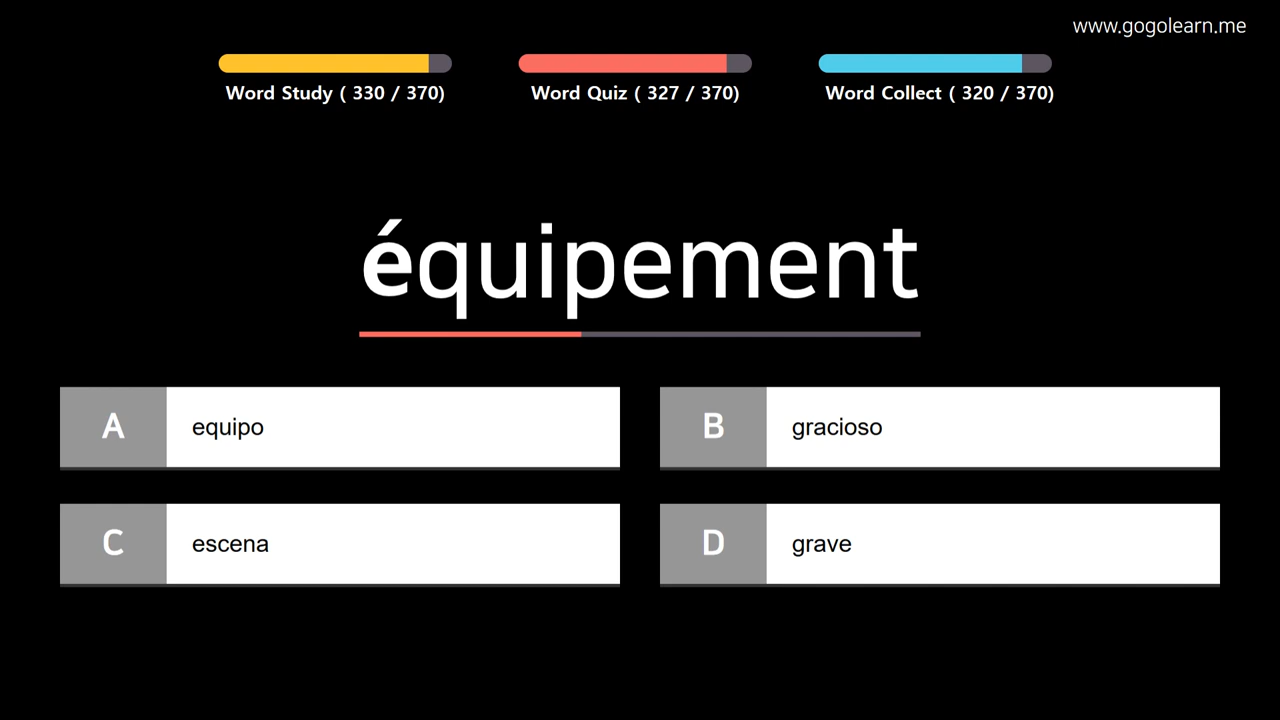 www.gogolearn.me
Word Study ( 330 / 370)
Word Quiz ( 327 / 370)
Word Collect ( 320 / 370)
équipement
A
equipo
B
gracioso
C
escena
D
grave